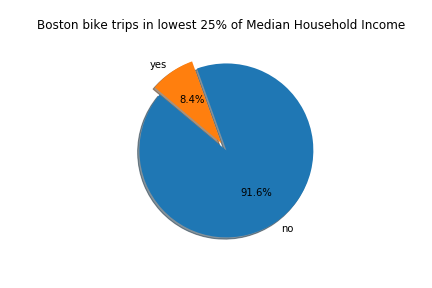 Boston bike trips in lowest 25% of Median Household Income
yes
8.4%
91.6%
no